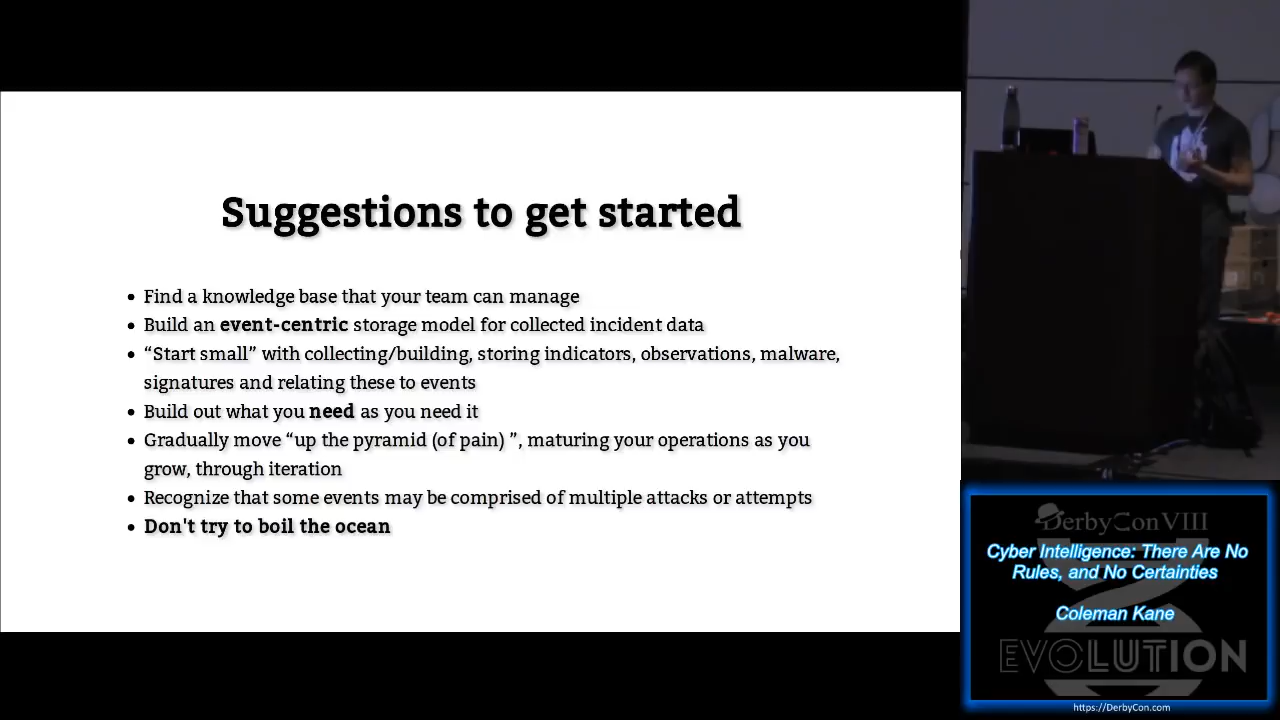 Suggestions to get started
• Find a knowledge base that your team can manage
• Build an event-centric storage model for collected incident data
• “Start small” with collecting/building, storing indicators, observations, malware,
signatures and relating these to events
• Build out what you need as you need it
• Gradually move “up the pyramid (of pain) ”, maturing your operations as you
grow, through iteration
• Recognize that some events may be comprised of multiple attacks or attempts
• Don't try to boil the ocean
DerbyCon VIII
Cyber Intelligence: There Are No
Rules, and No Certainties
Coleman Kane
EVOLUTION
https://DerbyCon.com